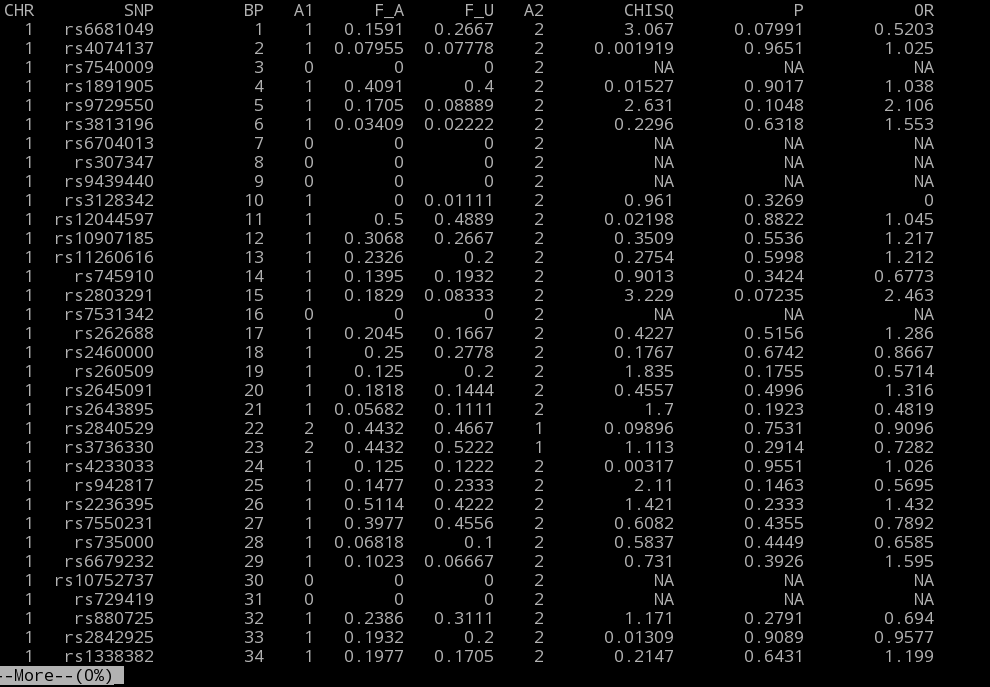 CHR SNP BP A1 F_A F_U A2 CHISQ P OR
1 rs6681049 1 1 0.1591 0.2667 2 3.067 0.07991 0.5203
1 rs4074137 2 1 0.07955 0.07778 2 0.001919 0.9651 1.025
1 rs7540009 3 0 0 0 2 NA NA NA
1 rs1891905 4 1 0.4091 0.4 2 0.01527 0.9017 1.038
1 rs9729550 5 1 0.1705 0.08889 2 2.631 0.1048 2.106
1 rs3813196 6 1 0.03409 0.02222 2 0.2296 0.6318 1.553
1 rs6704013 7 0 0 0 2 NA NA NA
1 rs307347 8 0 0 0 2 NA NA NA
1 rs9439440 9 0 0 0 2 NA NA NA
1 rs3128342 10 1 0 0.01111 2 0.961 0.3269 0
1 rs12044597 11 1 0.5 0.4889 2 0.02198 0.8822 1.045
1 rs10907185 12 1 0.3068 0.2667 2 0.3509 0.5536 1.217
1 rs11260616 13 1 0.2326 0.2 2 0.2754 0.5998 1.212
1 rs745910 14 1 0.1395 0.1932 2 0.9013 0.3424 0.6773
1 rs2803291 15 1 0.1829 0.08333 2 3.229 0.07235 2.463
1 rs7531342 16 0 0 0 2 NA NA NA
1 rs262688 17 1 0.2045 0.1667 2 0.4227 0.5156 1.286
1 rs2460000 18 1 0.25 0.2778 2 0.1767 0.6742 0.8667
1 rs260509 19 1 0.125 0.2 2 1.835 0.1755 0.5714
1 rs2645091 20 1 0.1818 0.1444 2 0.4557 0.4996 1.316
1 rs2643895 21 1 0.05682 0.1111 2 1.7 0.1923 0.4819
1 rs2840529 22 2 0.4432 0.4667 1 0.09896 0.7531 0.9096
1 rs3736330 23 2 0.4432 0.5222 1 1.113 0.2914 0.7282
1 rs4233033 24 1 0.125 0.1222 2 0.00317 0.9551 1.026
1 rs942817 25 1 0.1477 0.2333 2 2.11 0.1463 0.5695
1 rs2236395 26 1 0.5114 0.4222 2 1.421 0.2333 1.432
1 rs7550231 27 1 0.3977 0.4556 2 0.6082 0.4355 0.7892
1 rs735000 28 1 0.06818 0.1 2 0.5837 0.4449 0.6585
1 rs6679232 29 1 0.1023 0.06667 2 0.731 0.3926 1.595
1 rs10752737 30 0 0 0 2 NA NA NA
1 rs729419 31 0 0 0 2 NA NA NA
1 rs880725 32 1 0.2386 0.3111 2 1.171 0.2791 0.694
1 rs2842925 33 1 0.1932 0.2 2 0.01309 0.9089 0.9577
1 rs1338382 34 1 0.1977 0.1705 2 0.2147 0.6431 1.199
--More--(0%)